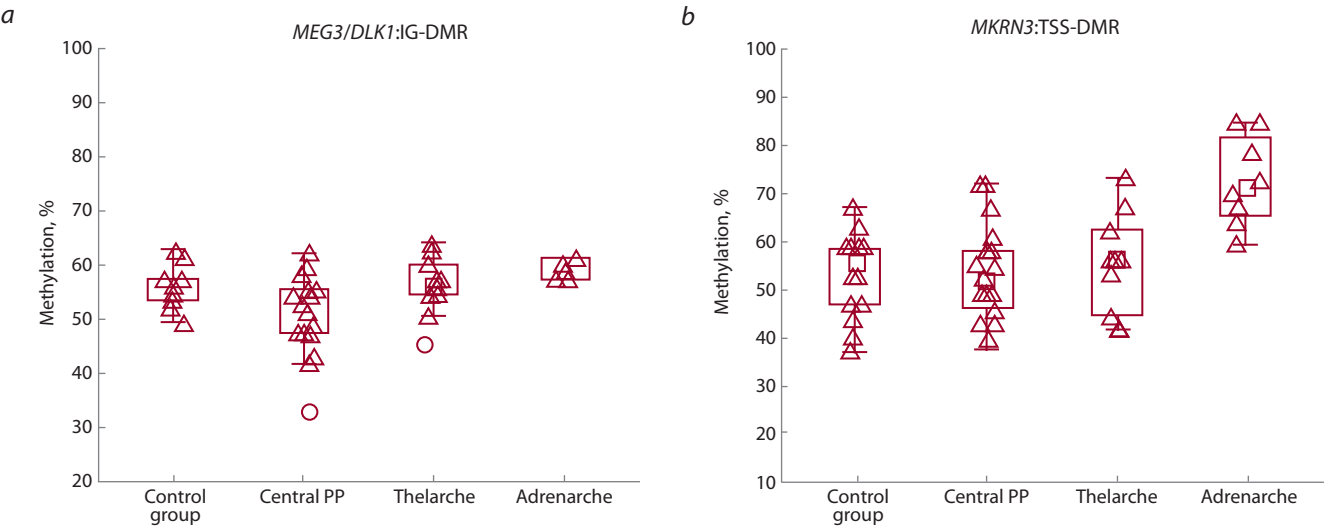 a
MEG3/DLK1:IG-DMR
100
90
80
70
60
50
40
30
20
Methylation, %
Control
group
Central PP
Thelarche
Adrenarche
b
MKRN3:TSS-DMR
100
90
80
70
60
50
40
30
20
10
Methylation, %
Control
group
Central PP
Thelarche
Adrenarche